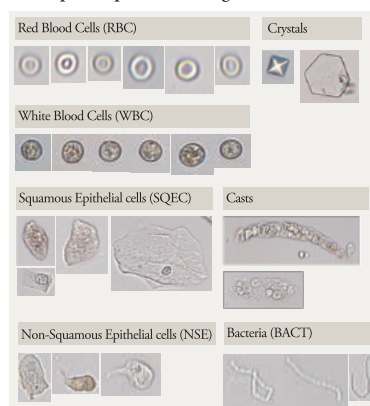 Red Blood Cells (RBC)
Crystals
White Blood Cells (WBC)
Squamous Epithelial cells (SQEC)
Casts
Non-Squamous Epithelial cells (NSE)
Bacteria (BACT)